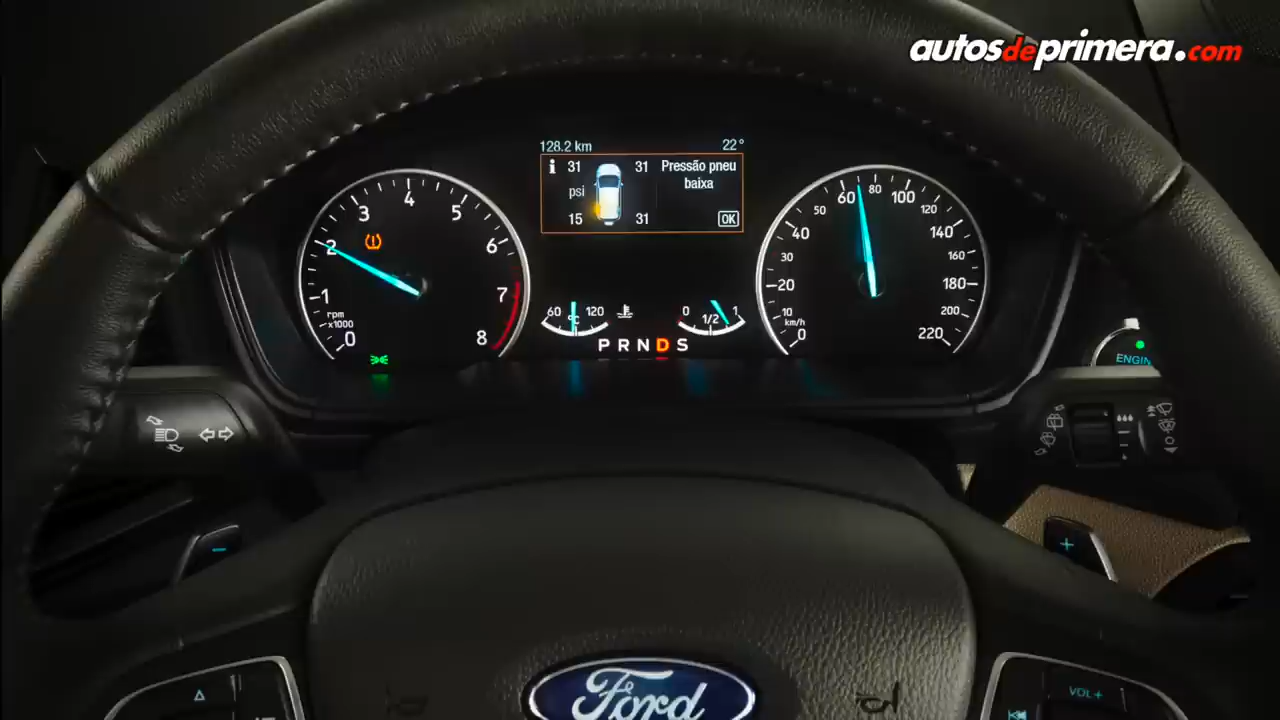 autosdeprimera.com
128.2 km
22°
i 31 31
psi
15 31
Pressão pneu
baixa
OK
0 1 2 3 4 5 6 7 8
rpm
x1000
60 °C 120
0 1/2 1
P R N D S
0 10 20 30 40 50 60 80 100 120 140 160 180 200 220
km/h
ENGIN
−
+
Ford
VOL+